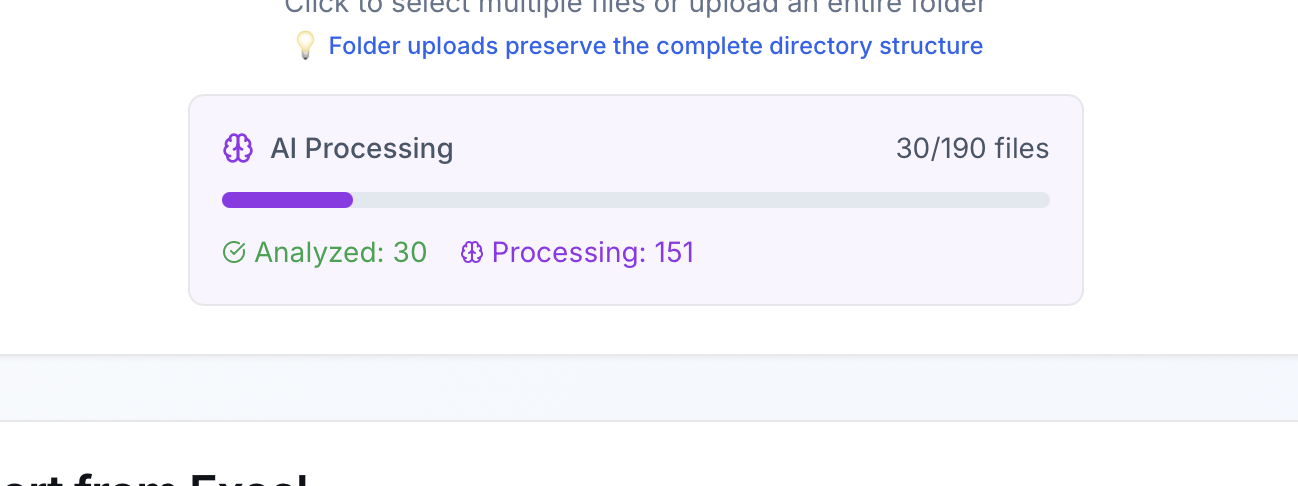 Click to select multiple files or upload an entire folder
💡 Folder uploads preserve the complete directory structure
AI Processing
30/190 files
Analyzed: 30
Processing: 151
from Excel